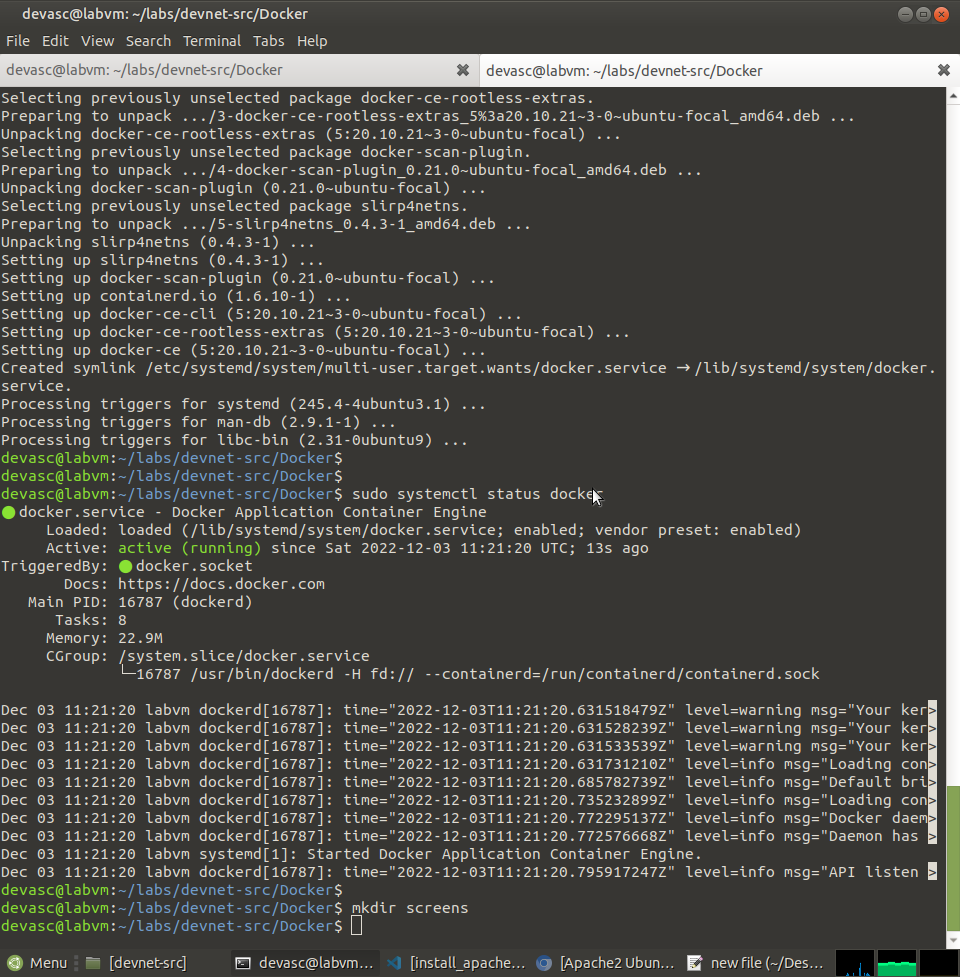 devasc@labvm: ~/labs/devnet-src/Docker
File Edit View Search Terminal Tabs Help
devasc@labvm: ~/labs/devnet-src/Docker
devasc@labvm: ~/labs/devnet-src/Docker
Selecting previously unselected package docker-ce-rootless-extras.
Preparing to unpack .../3-docker-ce-rootless-extras_5%3a20.10.21~3-0~ubuntu-focal_amd64.deb ...
Unpacking docker-ce-rootless-extras (5:20.10.21~3-0~ubuntu-focal) ...
Selecting previously unselected package docker-scan-plugin.
Preparing to unpack .../4-docker-scan-plugin_0.21.0~ubuntu-focal_amd64.deb ...
Unpacking docker-scan-plugin (0.21.0~ubuntu-focal) ...
Selecting previously unselected package slirp4netns.
Preparing to unpack .../5-slirp4netns_0.4.3-1_amd64.deb ...
Unpacking slirp4netns (0.4.3-1) ...
Setting up slirp4netns (0.4.3-1) ...
Setting up docker-scan-plugin (0.21.0~ubuntu-focal) ...
Setting up containerd.io (1.6.10-1) ...
Setting up docker-ce-cli (5:20.10.21~3-0~ubuntu-focal) ...
Setting up docker-ce-rootless-extras (5:20.10.21~3-0~ubuntu-focal) ...
Setting up docker-ce (5:20.10.21~3-0~ubuntu-focal) ...
Created symlink /etc/systemd/system/multi-user.target.wants/docker.service → /lib/systemd/system/docker.
service.
Processing triggers for systemd (245.4-4ubuntu3.1) ...
Processing triggers for man-db (2.9.1-1) ...
Processing triggers for libc-bin (2.31-0ubuntu9) ...
devasc@labvm:~/labs/devnet-src/Docker$
devasc@labvm:~/labs/devnet-src/Docker$
devasc@labvm:~/labs/devnet-src/Docker$ sudo systemctl status docker
● docker.service - Docker Application Container Engine
Loaded: loaded (/lib/systemd/system/docker.service; enabled; vendor preset: enabled)
Active: active (running) since Sat 2022-12-03 11:21:20 UTC; 13s ago
TriggeredBy: ● docker.socket
Docs: https://docs.docker.com
Main PID: 16787 (dockerd)
Tasks: 8
Memory: 22.9M
CGroup: /system.slice/docker.service
└─16787 /usr/bin/dockerd -H fd:// --containerd=/run/containerd/containerd.sock
Dec 03 11:21:20 labvm dockerd[16787]: time="2022-12-03T11:21:20.631518479Z" level=warning msg="Your ker>
Dec 03 11:21:20 labvm dockerd[16787]: time="2022-12-03T11:21:20.631528239Z" level=warning msg="Your ker>
Dec 03 11:21:20 labvm dockerd[16787]: time="2022-12-03T11:21:20.631533539Z" level=warning msg="Your ker>
Dec 03 11:21:20 labvm dockerd[16787]: time="2022-12-03T11:21:20.631731210Z" level=info msg="Loading con>
Dec 03 11:21:20 labvm dockerd[16787]: time="2022-12-03T11:21:20.685782739Z" level=info msg="Default bri>
Dec 03 11:21:20 labvm dockerd[16787]: time="2022-12-03T11:21:20.735232899Z" level=info msg="Loading con>
Dec 03 11:21:20 labvm dockerd[16787]: time="2022-12-03T11:21:20.772295137Z" level=info msg="Docker daem>
Dec 03 11:21:20 labvm dockerd[16787]: time="2022-12-03T11:21:20.772576668Z" level=info msg="Daemon has >
Dec 03 11:21:20 labvm systemd[1]: Started Docker Application Container Engine.
Dec 03 11:21:20 labvm dockerd[16787]: time="2022-12-03T11:21:20.795917247Z" level=info msg="API listen >
devasc@labvm:~/labs/devnet-src/Docker$
devasc@labvm:~/labs/devnet-src/Docker$ mkdir screens
devasc@labvm:~/labs/devnet-src/Docker$
Menu [devnet-src] devasc@labvm... [install_apache... [Apache2 Ubun... new file (~/Des...